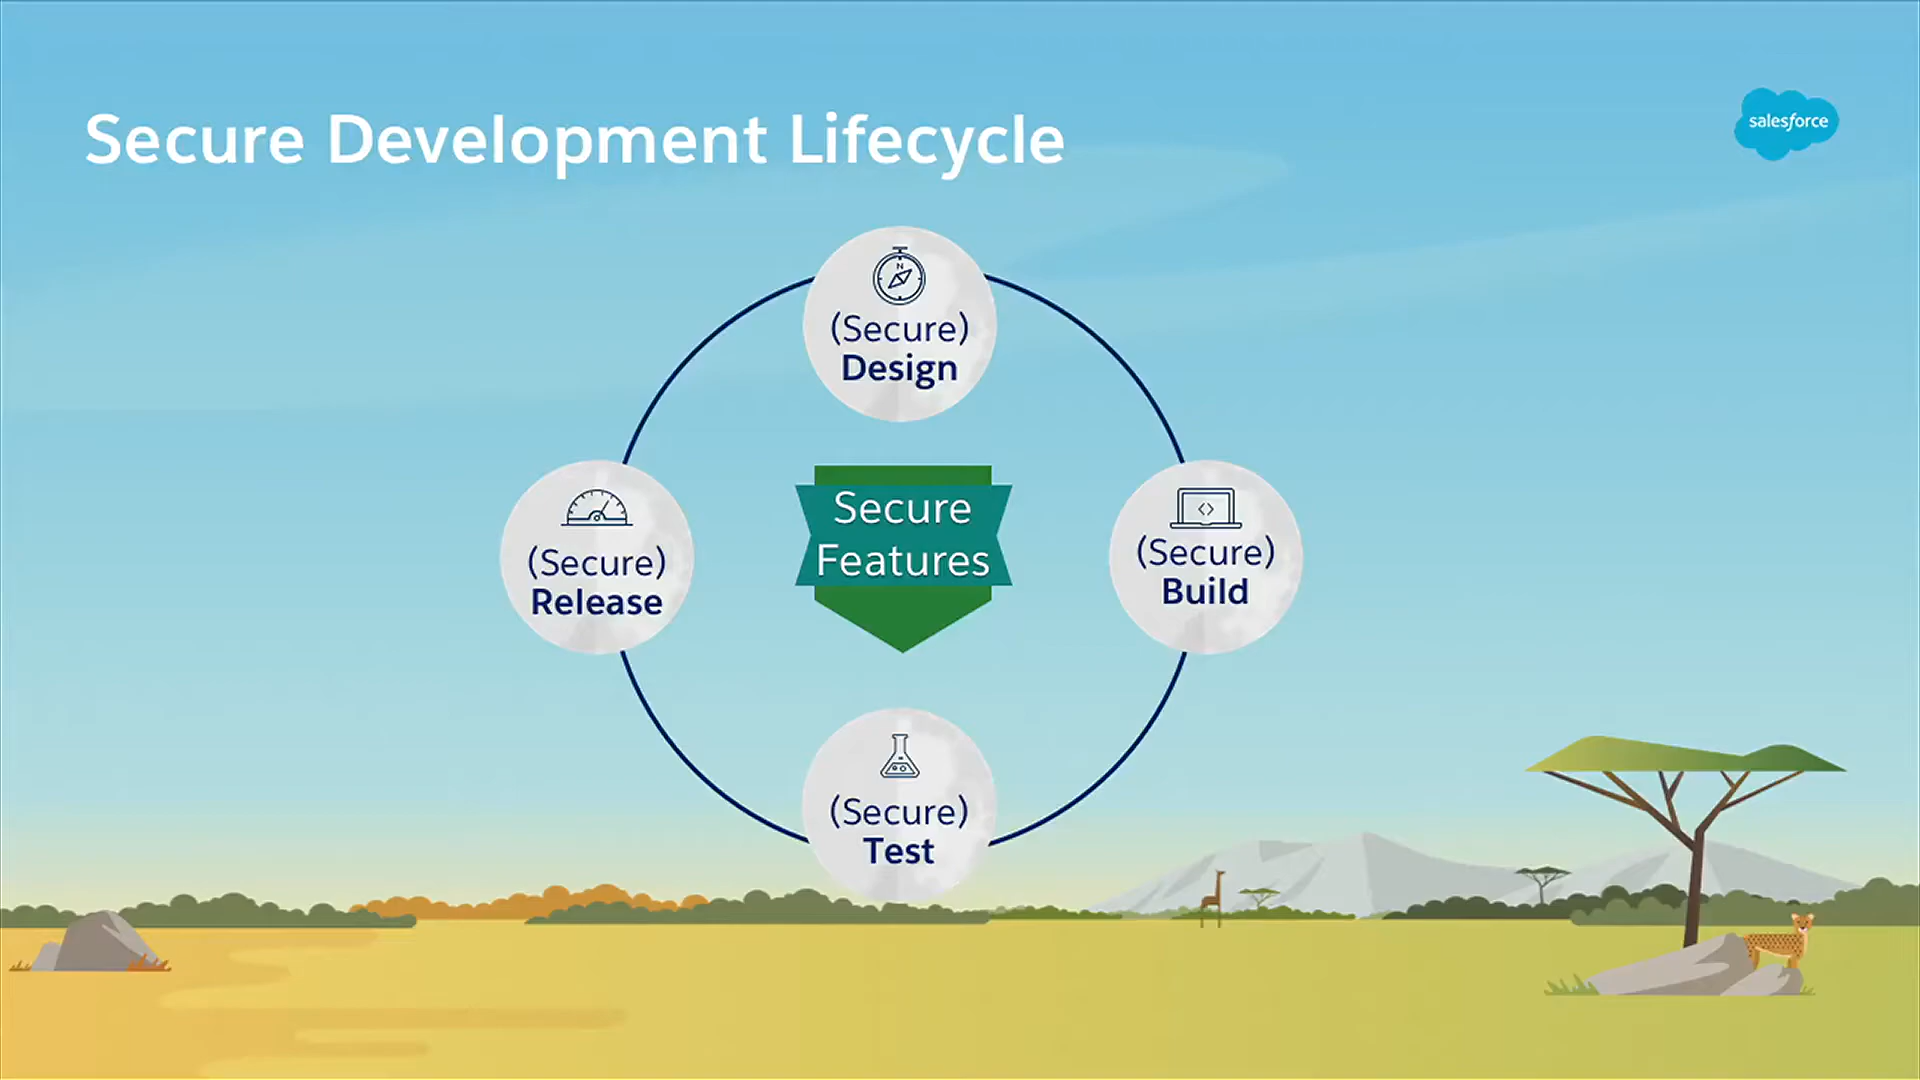 Secure Development Lifecycle
salesforce
N
(Secure)
Design
(Secure)
Release
Secure
Features
<>
(Secure)
Build
(Secure)
Test